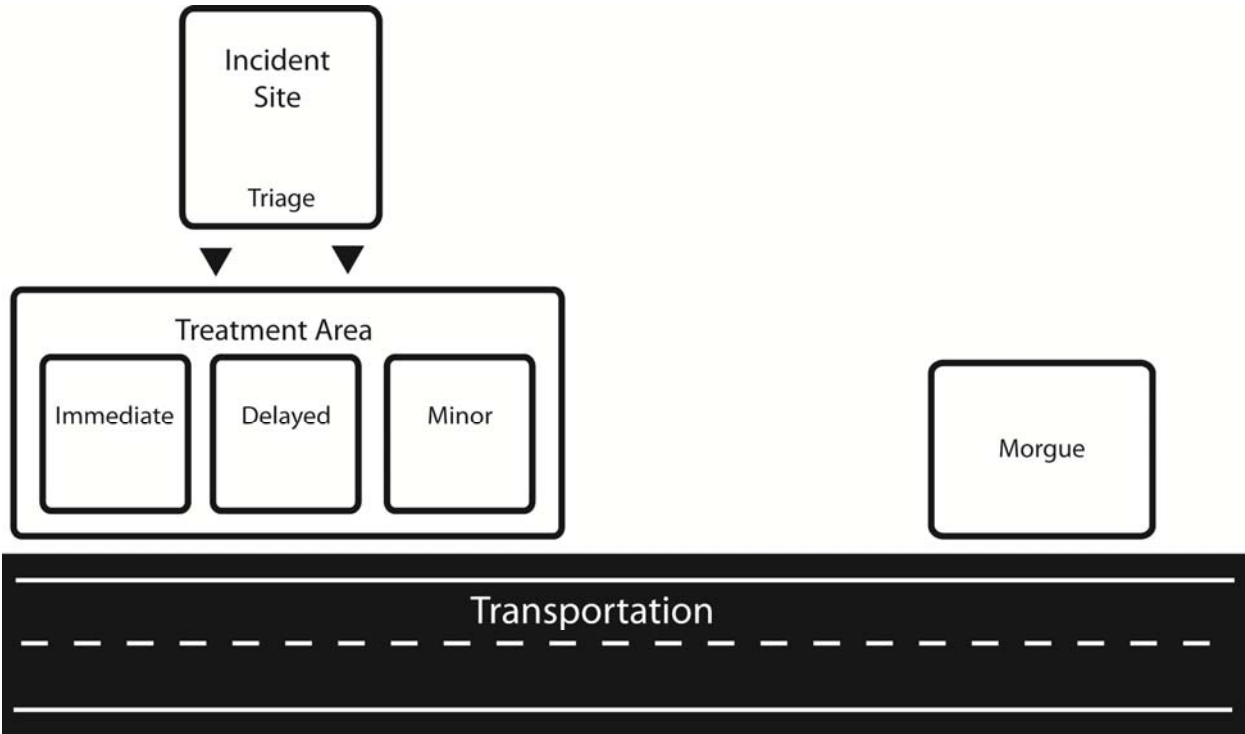 Incident
Site
Triage
Treatment Area
Immediate
Delayed
Minor
Morgue
Transportation